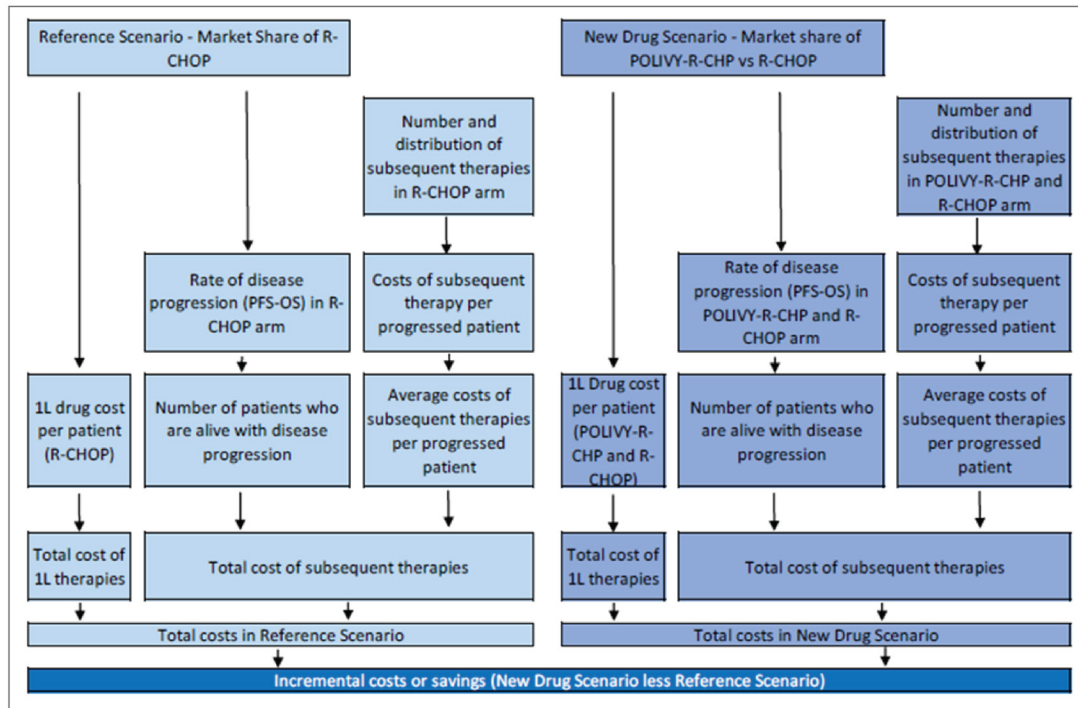 Reference Scenario - Market Share of R-
CHOP
New Drug Scenario - Market share of
POLIVY-R-CHP vs R-CHOP
Number and
distribution of
subsequent therapies
in R-CHOP arm
Number and
distribution of
subsequent therapies
in POLIVY-R-CHP and
R-CHOP arm
Rate of disease
progression (PFS-OS) in R-
CHOP arm
Costs of subsequent
therapy per
progressed patient
Rate of disease
progression (PFS-OS) in
POLIVY-R-CHP and R-
CHOP arm
Costs of subsequent
therapy per
progressed patient
1L drug cost
per patient
(R-CHOP)
Number of patients who
are alive with disease
progression
Average costs of
subsequent therapies
per progressed
patient
1L Drug cost
per patient
(POLIVY-R-
CHP and R-
CHOP)
Number of patients who
are alive with disease
progression
Average costs of
subsequent therapies
per progressed
patient
Total cost of
1L therapies
Total cost of subsequent therapies
Total cost of
1L therapies
Total cost of subsequent therapies
Total costs in Reference Scenario
Total costs in New Drug Scenario
Incremental costs or savings (New Drug Scenario less Reference Scenario)